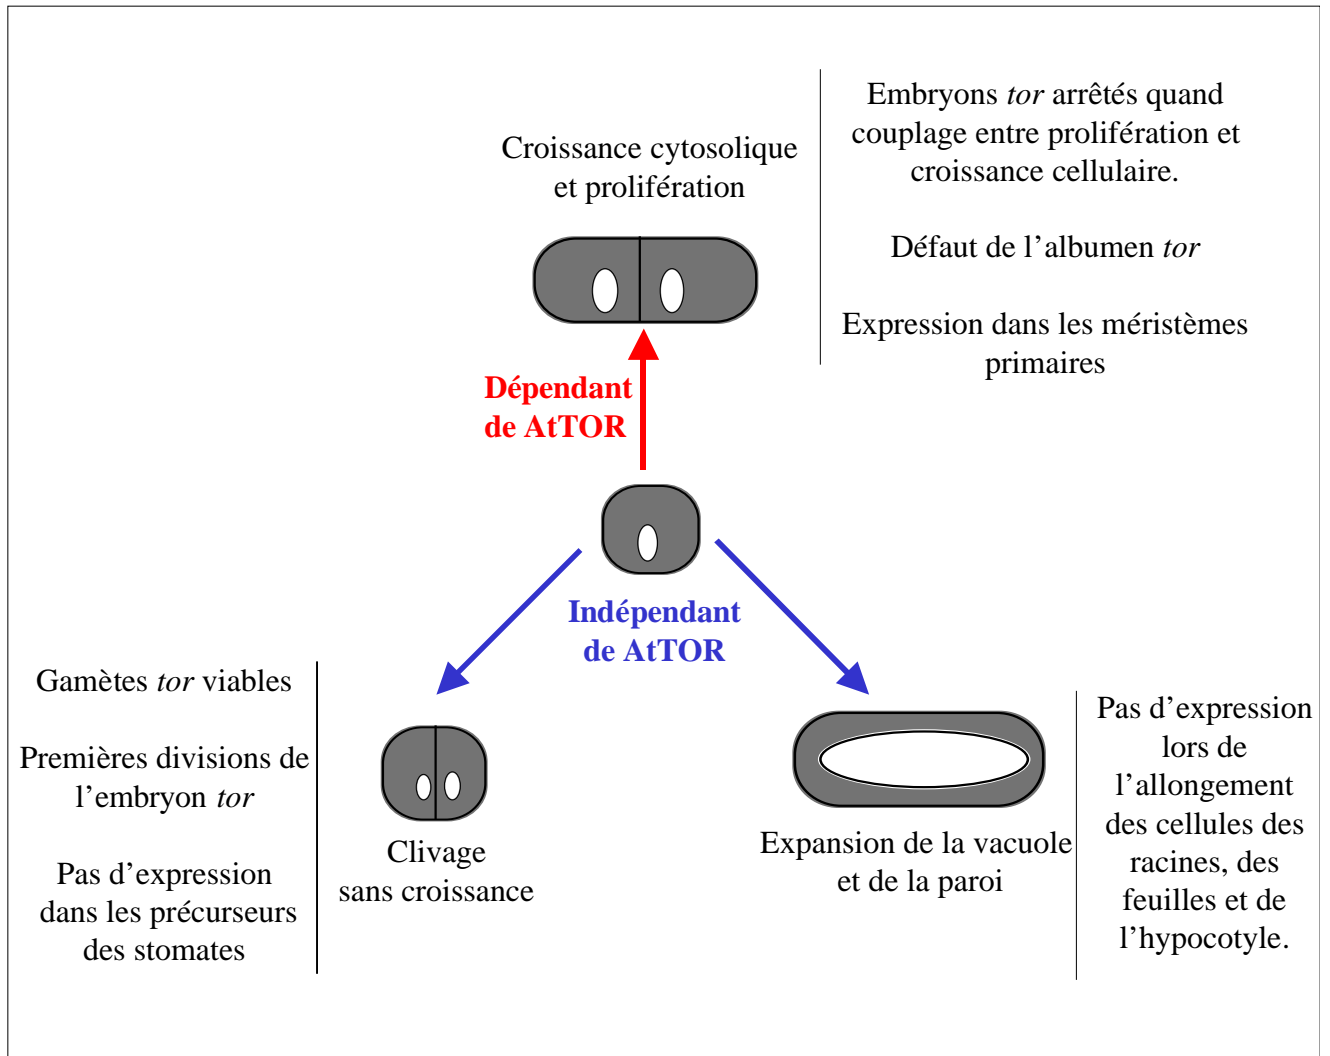 Croissance cytosolique
et prolifération
Embryons tor arrêtés quand
couplage entre prolifération et
croissance cellulaire.
Défaut de l’albumen tor
Expression dans les méristèmes
primaires
Dépendant
de AtTOR
Indépendant
de AtTOR
Gamètes tor viables
Premières divisions de
l’embryon tor
Pas d’expression
dans les précurseurs
des stomates
Clivage
sans croissance
Expansion de la vacuole
et de la paroi
Pas d’expression
lors de
l’allongement
des cellules des
racines, des
feuilles et de
l’hypocotyle.